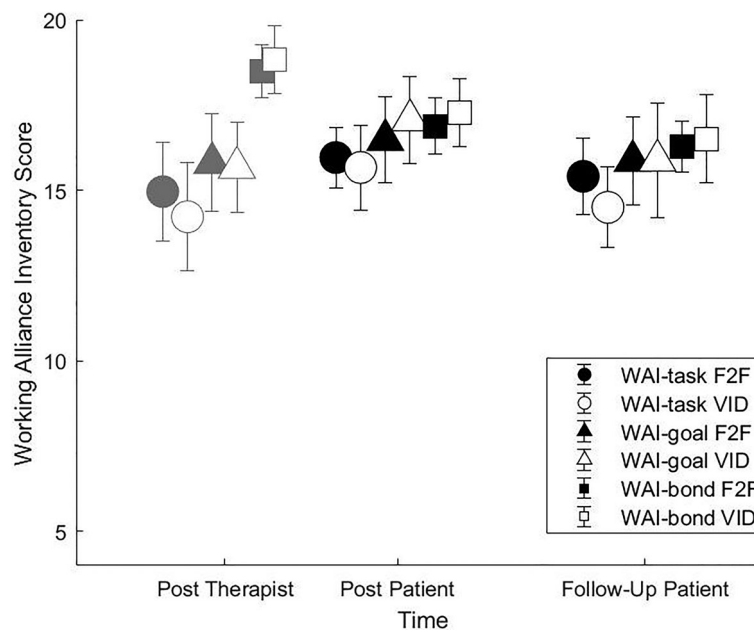 20
15
10
5
Working Alliance Inventory Score
WAI-task F2F
WAI-task VID
WAI-goal F2F
WAI-goal VID
WAI-bond F2F
WAI-bond VID
Post Therapist
Post Patient
Follow-Up Patient
Time